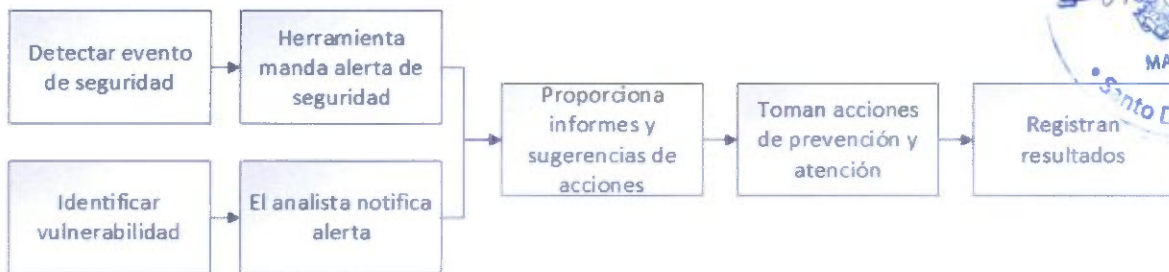 Detectar evento
de seguridad
Herramienta
manda alerta de
seguridad
Identificar
vulnerabilidad
El analista notifica
alerta
Proporciona
informes y
sugerencias de
acciones
Toman acciones
de prevención y
atención
Registran
resultados
MA
Santo D